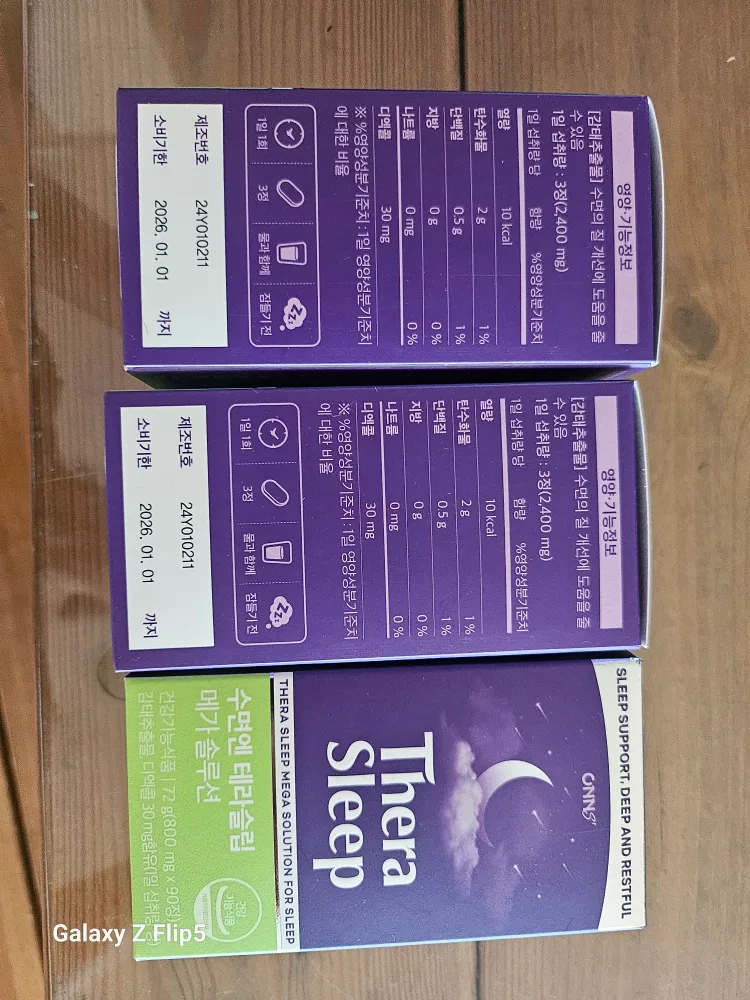 영양·기능정보
[감태추출물] 수면의 질 개선에 도움을 줄
수 있음
1일 섭취량 : 3정(2,400 mg)
1일 섭취량 당 함량 %영양성분기준치
열량 10 kcal
탄수화물 2 g 1 %
단백질 0.5 g 1 %
지방 0 g 0 %
나트륨 0 mg 0 %
디엑콜 30 mg
※ %영양성분기준치 : 1일 영양성분기준치
에 대한 비율
1일 1회 3정 물과 함께 잠들기 전
제조번호 24Y010211
소비기한 2026. 01. 01 까지
영양·기능정보
[감태추출물] 수면의 질 개선에 도움을 줄
수 있음
1일 섭취량 : 3정(2,400 mg)
1일 섭취량 당 함량 %영양성분기준치
열량 10 kcal
탄수화물 2 g 1 %
단백질 0.5 g 1 %
지방 0 g 0 %
나트륨 0 mg 0 %
디엑콜 30 mg
※ %영양성분기준치 : 1일 영양성분기준치
에 대한 비율
1일 1회 3정 물과 함께 잠들기 전
제조번호 24Y010211
소비기한 2026. 01. 01 까지
SLEEP SUPPORT, DEEP AND RESTFUL
ONNS
Thera
Sleep
THERA SLEEP MEGA SOLUTION FOR SLEEP
수면엔 테라슬립
메가 솔루션
건강기능식품 | 72 g(800 mg x 90정)
감태추출물, 디엑콜 30 mg함유(1일 섭취량
건강
기능식품
Galaxy Z Flip5